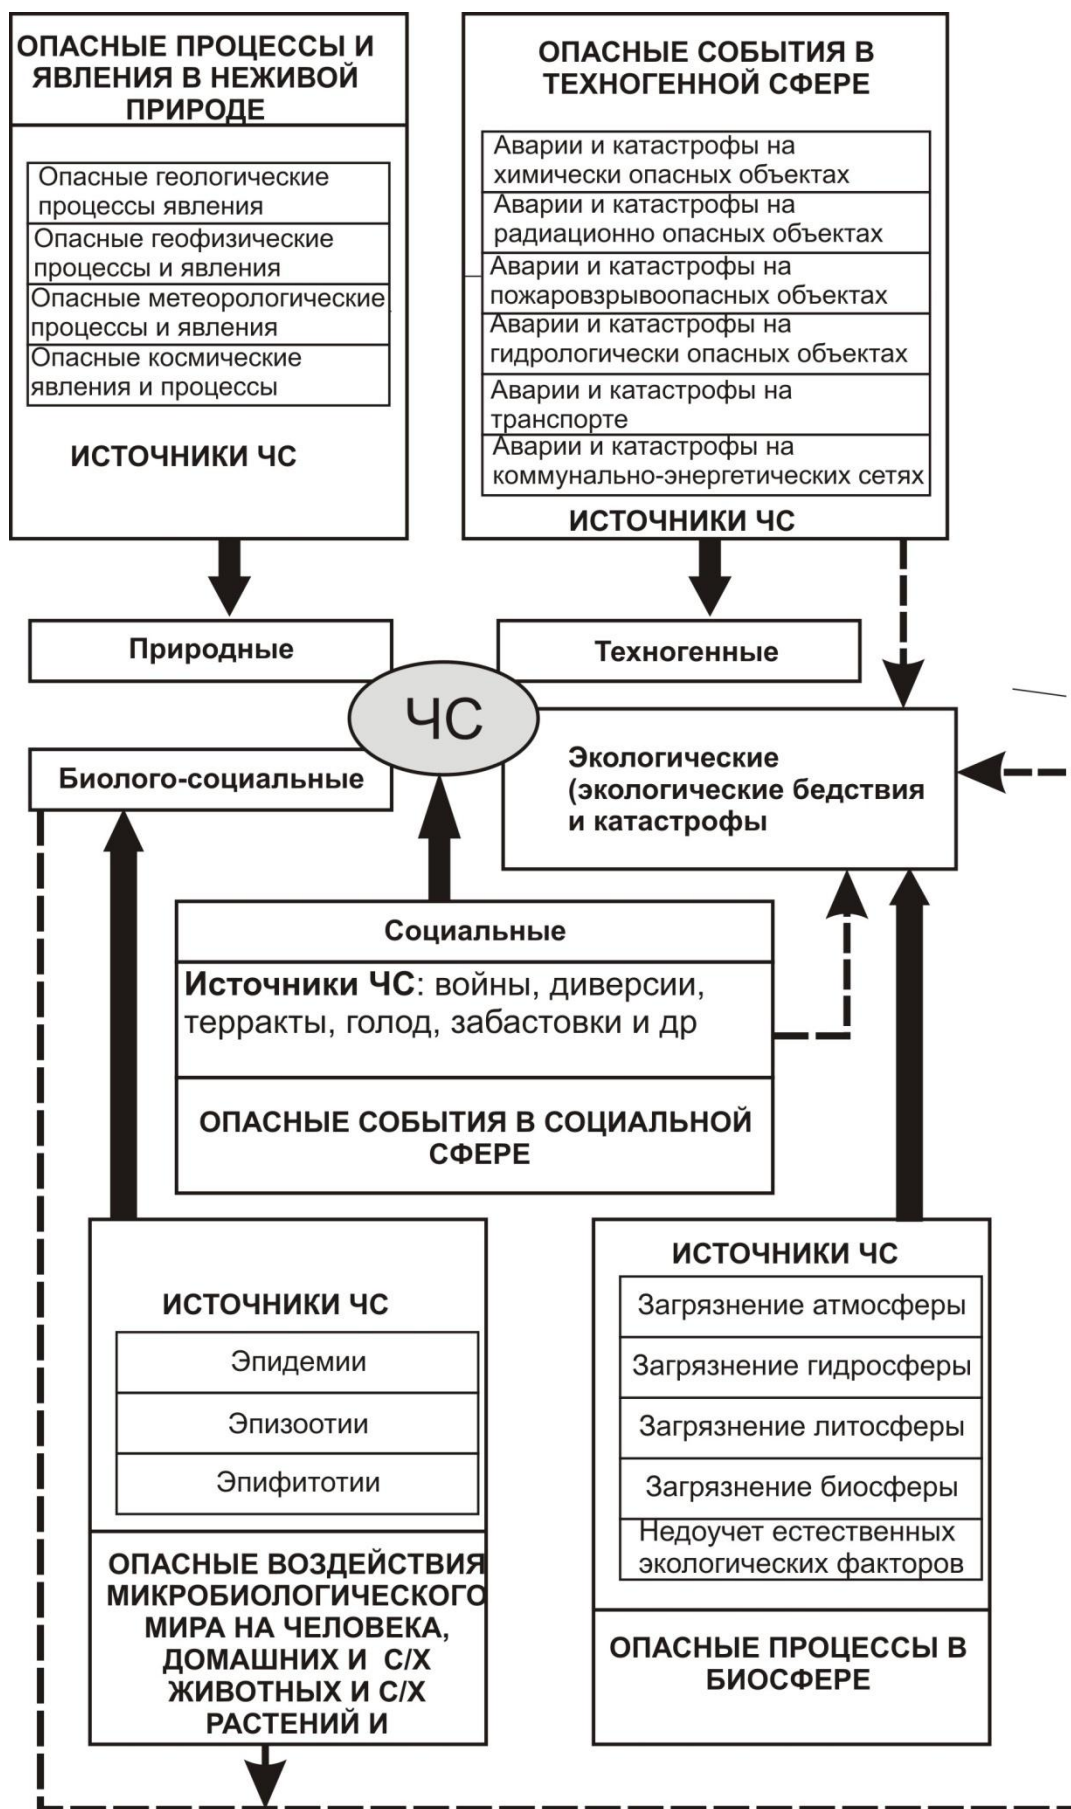 ОПАСНЫЕ ПРОЦЕССЫ И
ЯВЛЕНИЯ В НЕЖИВОЙ
ПРИРОДЕ
Опасные геологические
процессы явления
Опасные геофизические
процессы и явления
Опасные метеорологические
процессы и явления
Опасные космические
явления и процессы
ИСТОЧНИКИ ЧС
ОПАСНЫЕ СОБЫТИЯ В
ТЕХНОГЕННОЙ СФЕРЕ
Аварии и катастрофы на
химически опасных объектах
Аварии и катастрофы на
радиационно опасных объектах
Аварии и катастрофы на
пожаровзрывоопасных объектах
Аварии и катастрофы на
гидрологически опасных объектах
Аварии и катастрофы на
транспорте
Аварии и катастрофы на
коммунально-энергетических сетях
ИСТОЧНИКИ ЧС
Природные
Техногенные
ЧС
Биолого-социальные
Экологические
(экологические бедствия
и катастрофы
Социальные
Источники ЧС: войны, диверсии,
терракты, голод, забастовки и др
ОПАСНЫЕ СОБЫТИЯ В СОЦИАЛЬНОЙ
СФЕРЕ
ИСТОЧНИКИ ЧС
Эпидемии
Эпизоотии
Эпифитотии
ОПАСНЫЕ ВОЗДЕЙСТВИЯ
МИКРОБИОЛОГИЧЕСКОГО
МИРА НА ЧЕЛОВЕКА,
ДОМАШНИХ И С/Х
ЖИВОТНЫХ И С/Х
РАСТЕНИЙ И
ИСТОЧНИКИ ЧС
Загрязнение атмосферы
Загрязнение гидросферы
Загрязнение литосферы
Загрязнение биосферы
Недоучет естественных
экологических факторов
ОПАСНЫЕ ПРОЦЕССЫ В
БИОСФЕРЕ